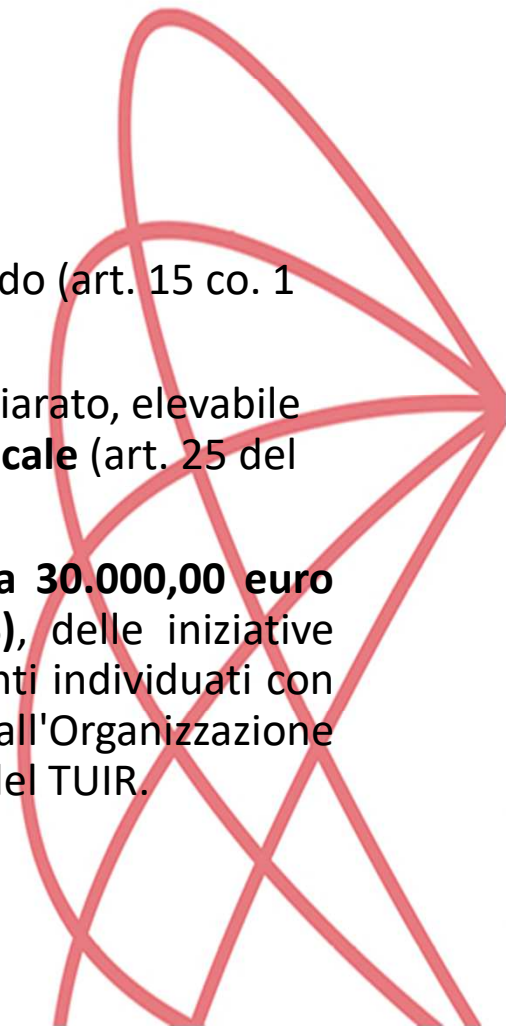 do (art. 15 co. 1
iarato, elevabile
cale (art. 25 del
a 30.000,00 euro
), delle iniziative
nti individuati con
all'Organizzazione
el TUIR.